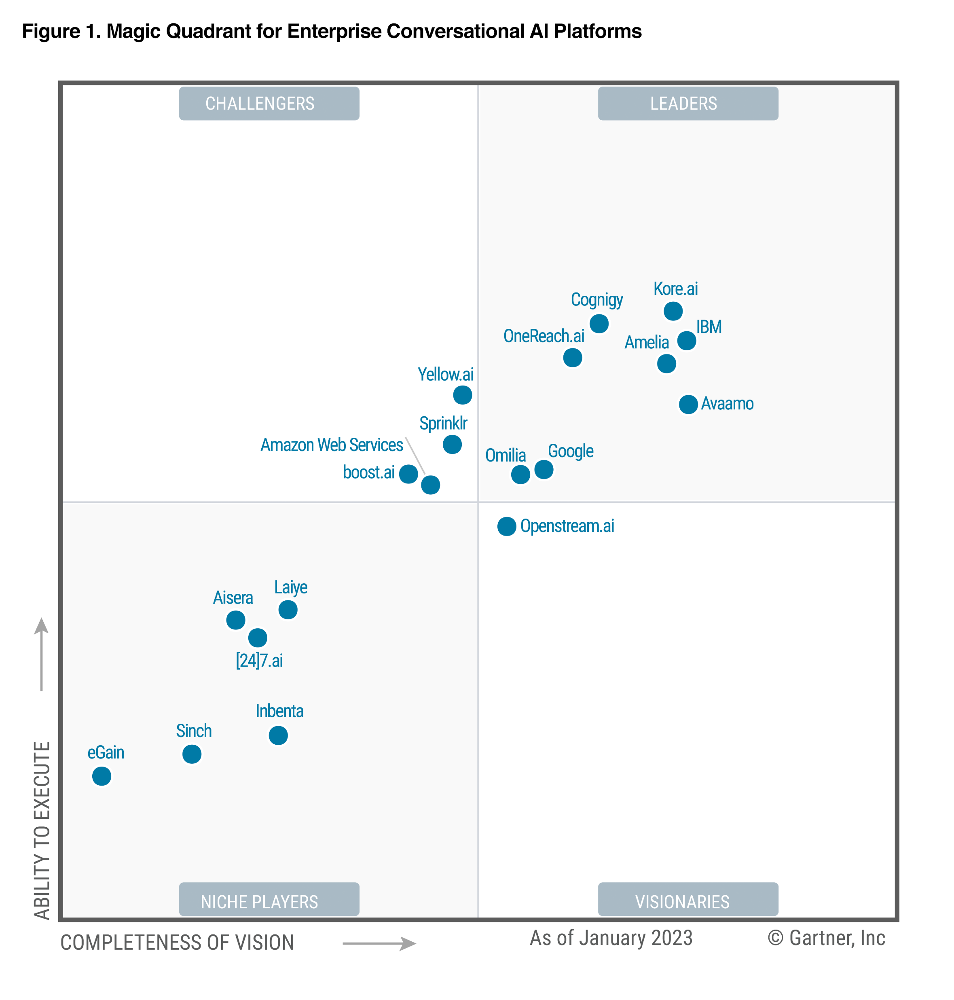 Figure 1. Magic Quadrant for Enterprise Conversational AI Platforms
CHALLENGERS
LEADERS
Kore.ai
Cognigy
IBM
OneReach.ai
Amelia
Yellow.ai
Avaamo
Sprinklr
Amazon Web Services
Google
Omilia
boost.ai
Openstream.ai
Laiye
Aisera
[24]7.ai
Inbenta
Sinch
eGain
ABILITY TO EXECUTE
NICHE PLAYERS
VISIONARIES
COMPLETENESS OF VISION
As of January 2023
© Gartner, Inc